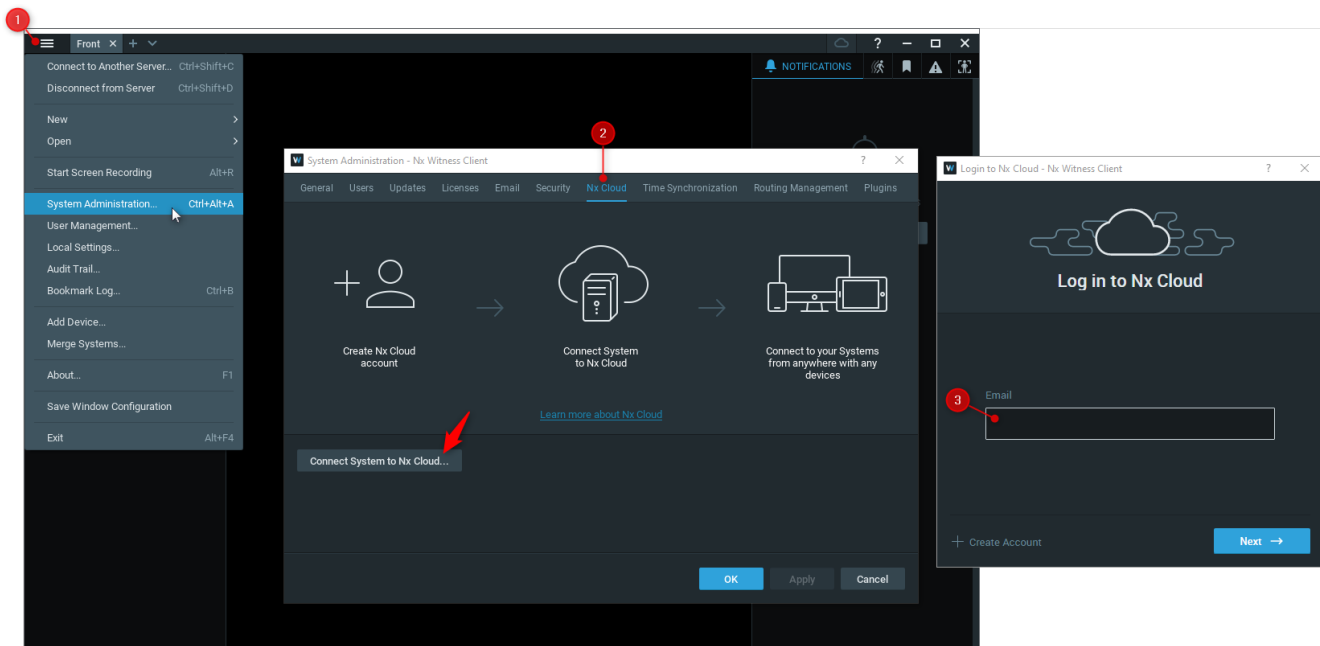 1
Front
?
Connect to Another Server... Ctrl+Shift+C
Disconnect from Server Ctrl+Shift+D
New
Open
Start Screen Recording Alt+R
System Administration... Ctrl+Alt+A
User Management...
Local Settings...
Audit Trail...
Bookmark Log... Ctrl+B
Add Device...
Merge Systems...
About... F1
Save Window Configuration
Exit Alt+F4
NOTIFICATIONS
2
W System Administration - Nx Witness Client ?
General Users Updates Licenses Email Security Nx Cloud Time Synchronization Routing Management Plugins
Create Nx Cloud
account
Connect System
to Nx Cloud
Connect to your Systems
from anywhere with any
devices
Learn more about Nx Cloud
Connect System to Nx Cloud...
OK Apply Cancel
W Login to Nx Cloud - Nx Witness Client ?
Log in to Nx Cloud
Email
3
Create Account
Next →